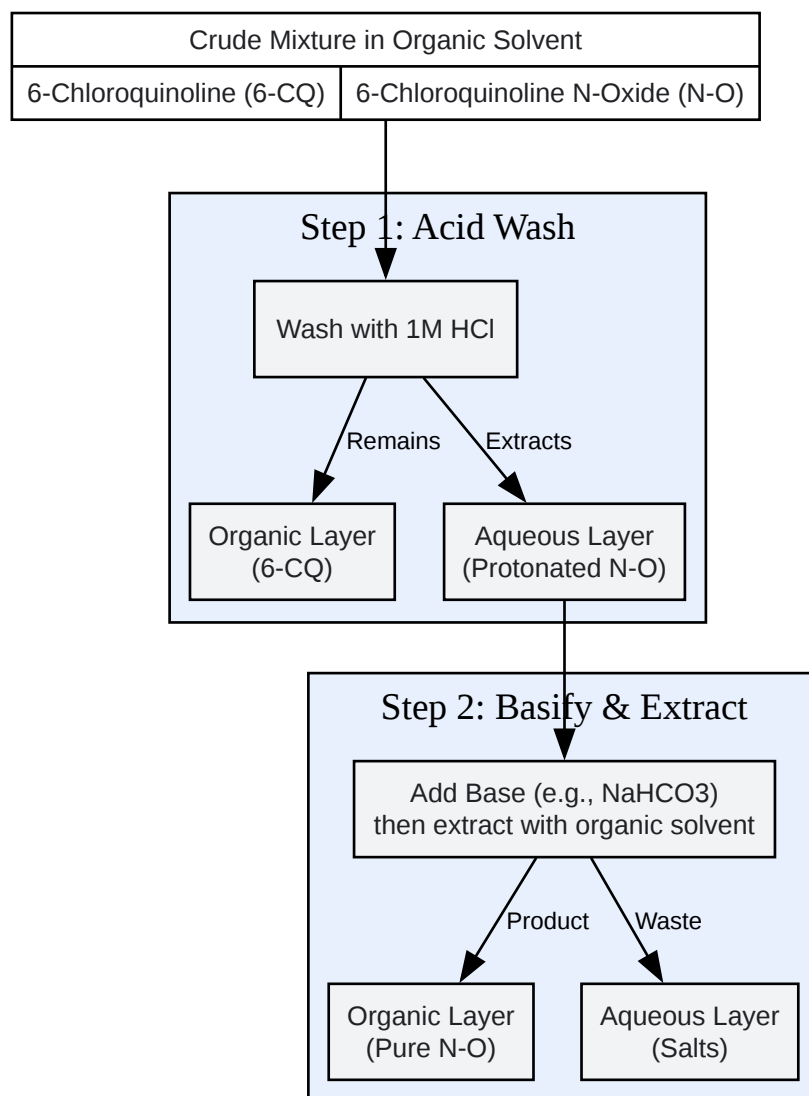 Crude Mixture in Organic Solvent
6-Chloroquinoline (6-CQ)
6-Chloroquinoline N-Oxide (N-O)
Step 1: Acid Wash
Wash with 1M HCl
Remains
Extracts
Organic Layer
(6-CQ)
Aqueous Layer
(Protonated N-O)
Step 2: Basify & Extract
Add Base (e.g., NaHCO3)
then extract with organic solvent
Product
Waste
Organic Layer
(Pure N-O)
Aqueous Layer
(Salts)